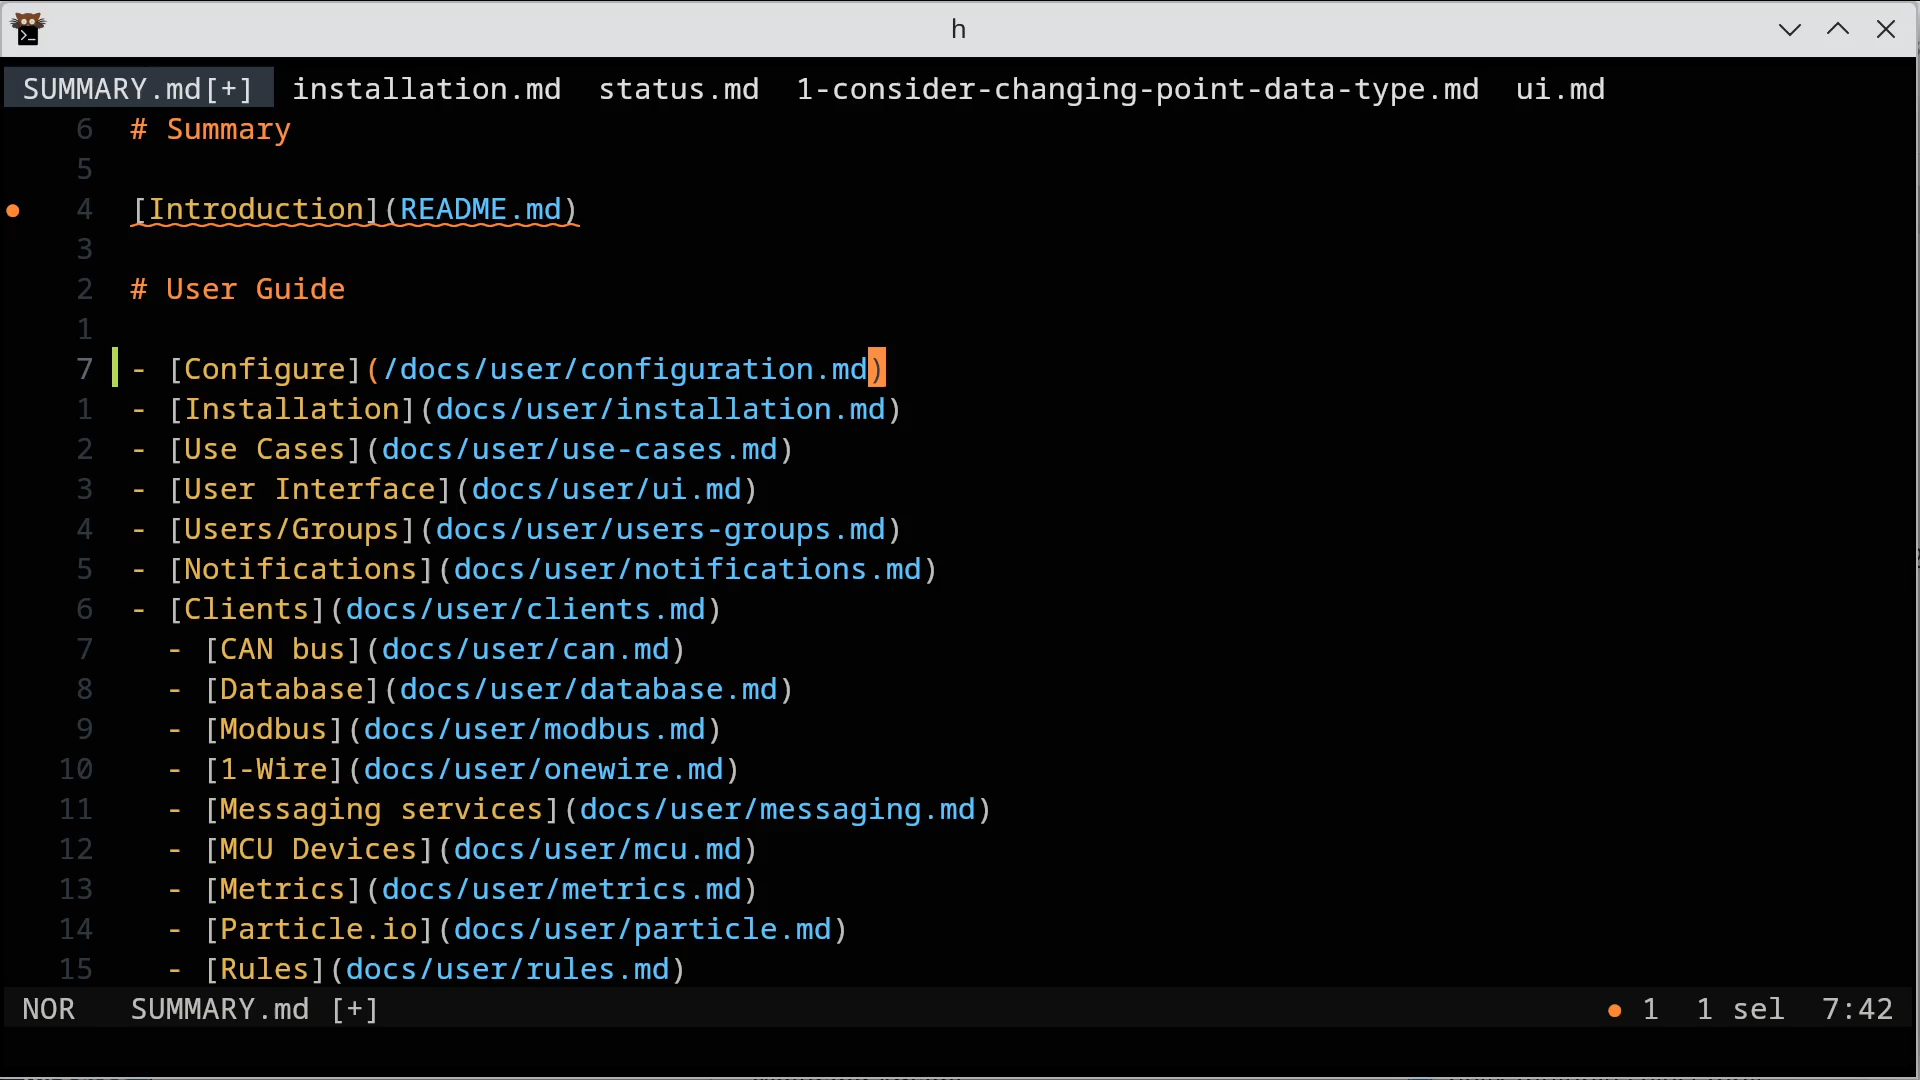 h
SUMMARY.md[+] installation.md status.md 1-consider-changing-point-data-type.md ui.md
6 # Summary
5
4 [Introduction](README.md)
3
2 # User Guide
1
7 - [Configure](/docs/user/configuration.md)
1 - [Installation](docs/user/installation.md)
2 - [Use Cases](docs/user/use-cases.md)
3 - [User Interface](docs/user/ui.md)
4 - [Users/Groups](docs/user/users-groups.md)
5 - [Notifications](docs/user/notifications.md)
6 - [Clients](docs/user/clients.md)
7 - [CAN bus](docs/user/can.md)
8 - [Database](docs/user/database.md)
9 - [Modbus](docs/user/modbus.md)
10 - [1-Wire](docs/user/onewire.md)
11 - [Messaging services](docs/user/messaging.md)
12 - [MCU Devices](docs/user/mcu.md)
13 - [Metrics](docs/user/metrics.md)
14 - [Particle.io](docs/user/particle.md)
15 - [Rules](docs/user/rules.md)
NOR SUMMARY.md [+] ● 1 1 sel 7:42